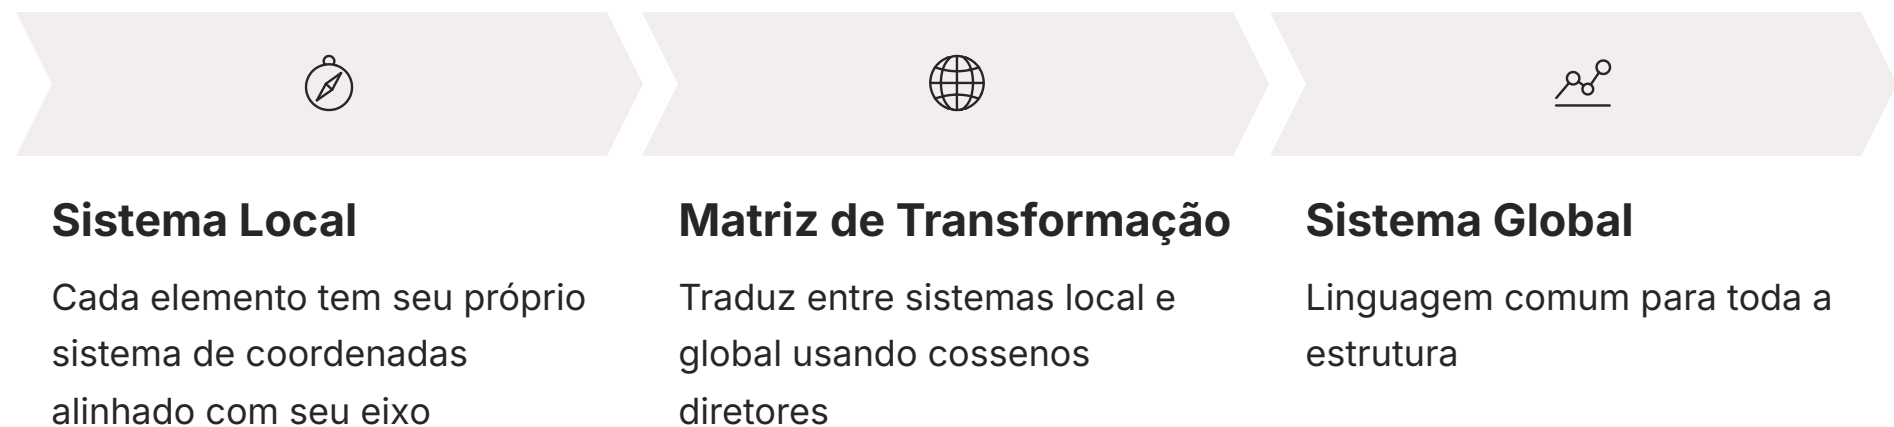 Sistema Local
Cada elemento tem seu próprio
sistema de coordenadas
alinhado com seu eixo
Matriz de Transformação
Traduz entre sistemas local e
global usando cossenos
diretores
Sistema Global
Linguagem comum para toda a
estrutura